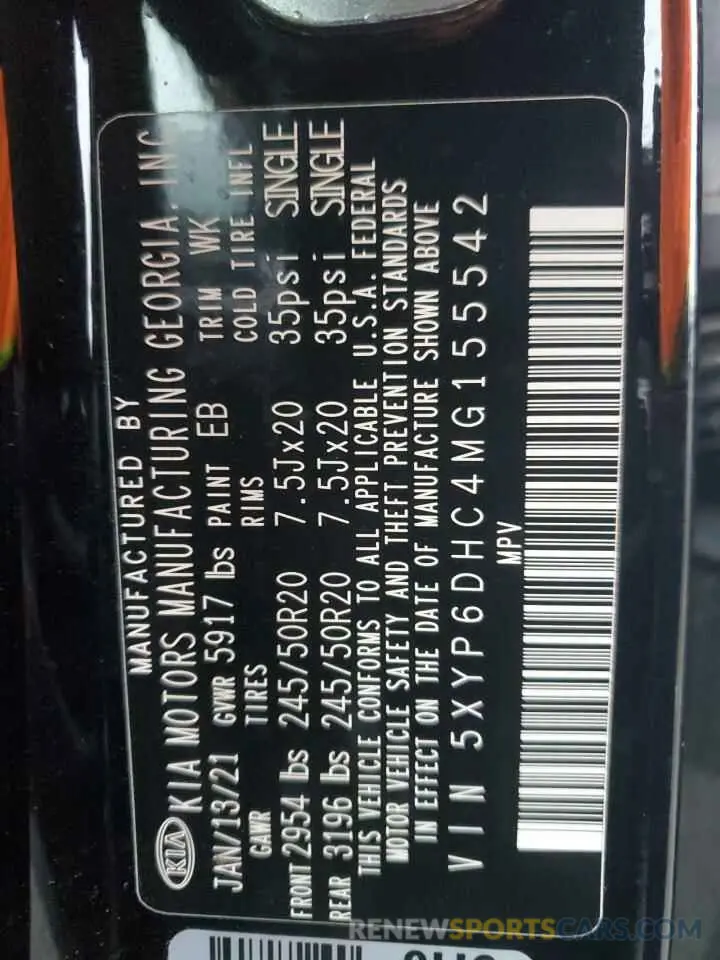 MANUFACTURED BY
KIA KIA MOTORS MANUFACTURING GEORGIA, INC
JAN/13/21 GVWR 5917 lbs PAINT EB TRIM WK
GAWR TIRES RIMS COLD TIRE INFL
FRONT 2954 lbs 245/50R20 7.5Jx20 35psi SINGLE
REAR 3196 lbs 245/50R20 7.5Jx20 35psi SINGLE
THIS VEHICLE CONFORMS TO ALL APPLICABLE U.S.A. FEDERAL
MOTOR VEHICLE SAFETY AND THEFT PREVENTION STANDARDS
IN EFFECT ON THE DATE OF MANUFACTURE SHOWN ABOVE
VIN 5XYP6DHC4MG155542
MPV
RENEWSPORTSCARS.COM